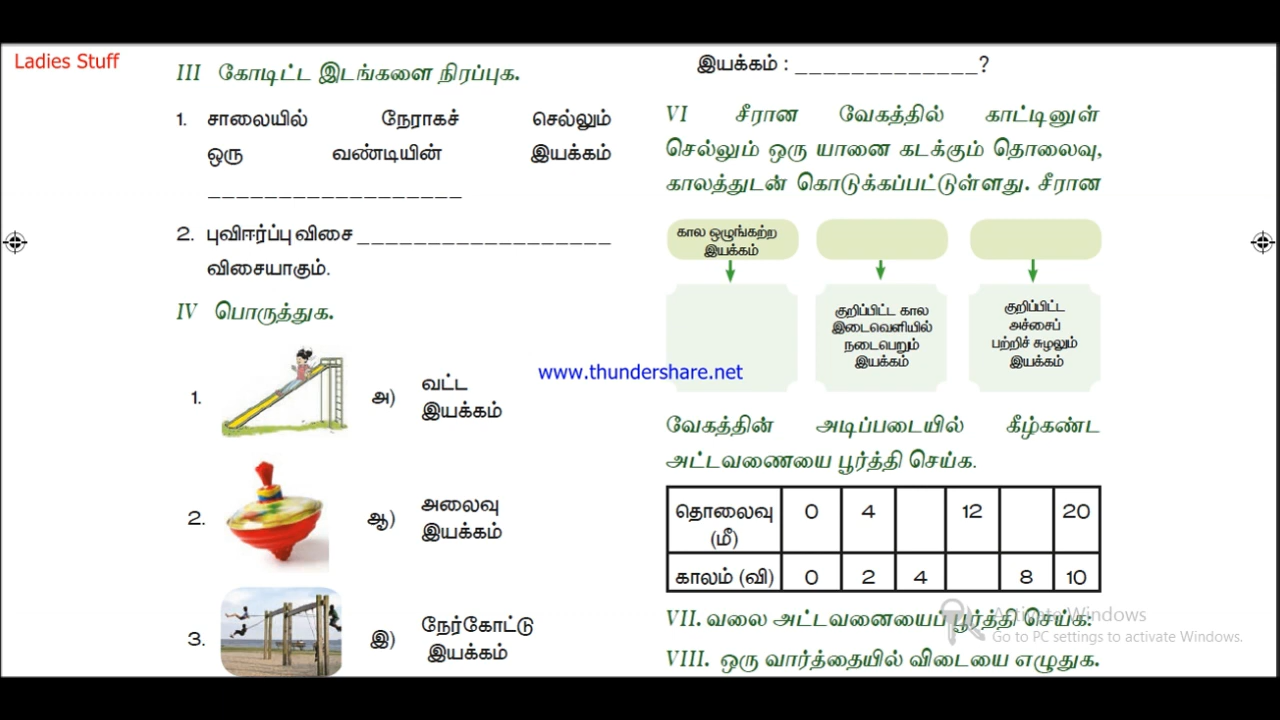 Ladies Stuff
III கோடிட்ட இடங்களை நிரப்புக.
1. சாலையில் நேராகச் செல்லும்
ஒரு வண்டியின் இயக்கம்
__________________
2. புவிஈர்ப்பு விசை __________________
விசையாகும்.
IV பொருத்துக.
1. அ) வட்ட
இயக்கம்
2. ஆ) அலைவு
இயக்கம்
3. இ) நேர்கோட்டு
இயக்கம்
www.thundershare.net
இயக்கம் : _____________?
VI சீரான வேகத்தில் காட்டினுள்
செல்லும் ஒரு யானை கடக்கும் தொலைவு,
காலத்துடன் கொடுக்கப்பட்டுள்ளது. சீரான
கால ஒழுங்கற்ற
இயக்கம்
குறிப்பிட்ட கால
இடைவெளியில்
நடைபெறும்
இயக்கம்
குறிப்பிட்ட
அச்சைப்
பற்றிச் சுழலும்
இயக்கம்
வேகத்தின் அடிப்படையில் கீழ்கண்ட
அட்டவணையை பூர்த்தி செய்க.
தொலைவு (மீ) 0 4 12 20
காலம் (வி) 0 2 4 8 10
VII. வலை அட்டவனையைப் பூர்த்தி செய்க:
VIII. ஒரு வார்த்தையில் விடையை எழுதுக.
Activate Windows
Go to PC settings to activate Windows.